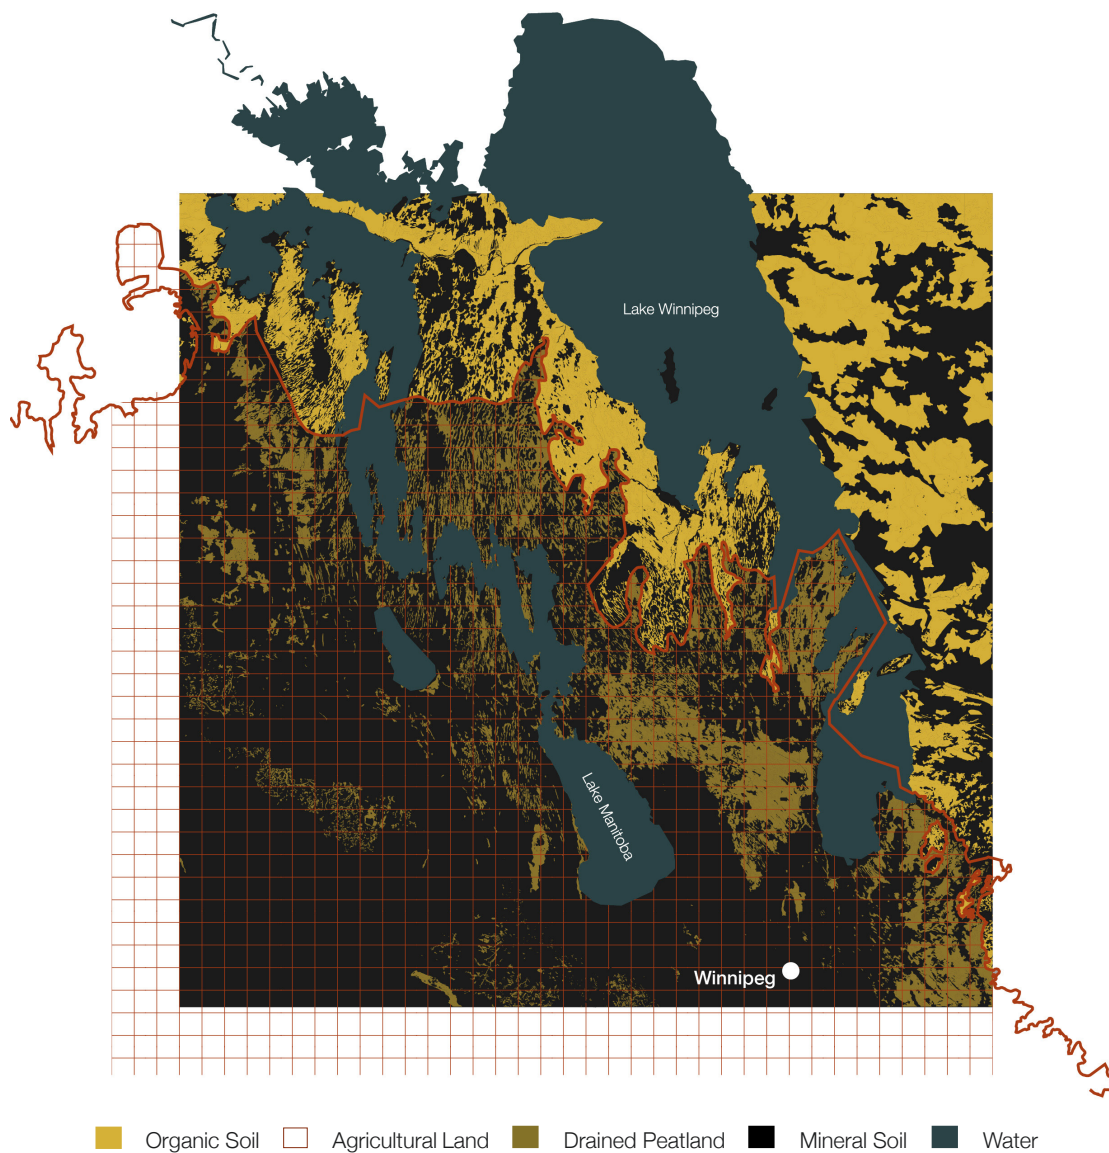 Lake Winnipeg
Lake Manitoba
Winnipeg
Organic Soil
Agricultural Land
Drained Peatland
Mineral Soil
Water